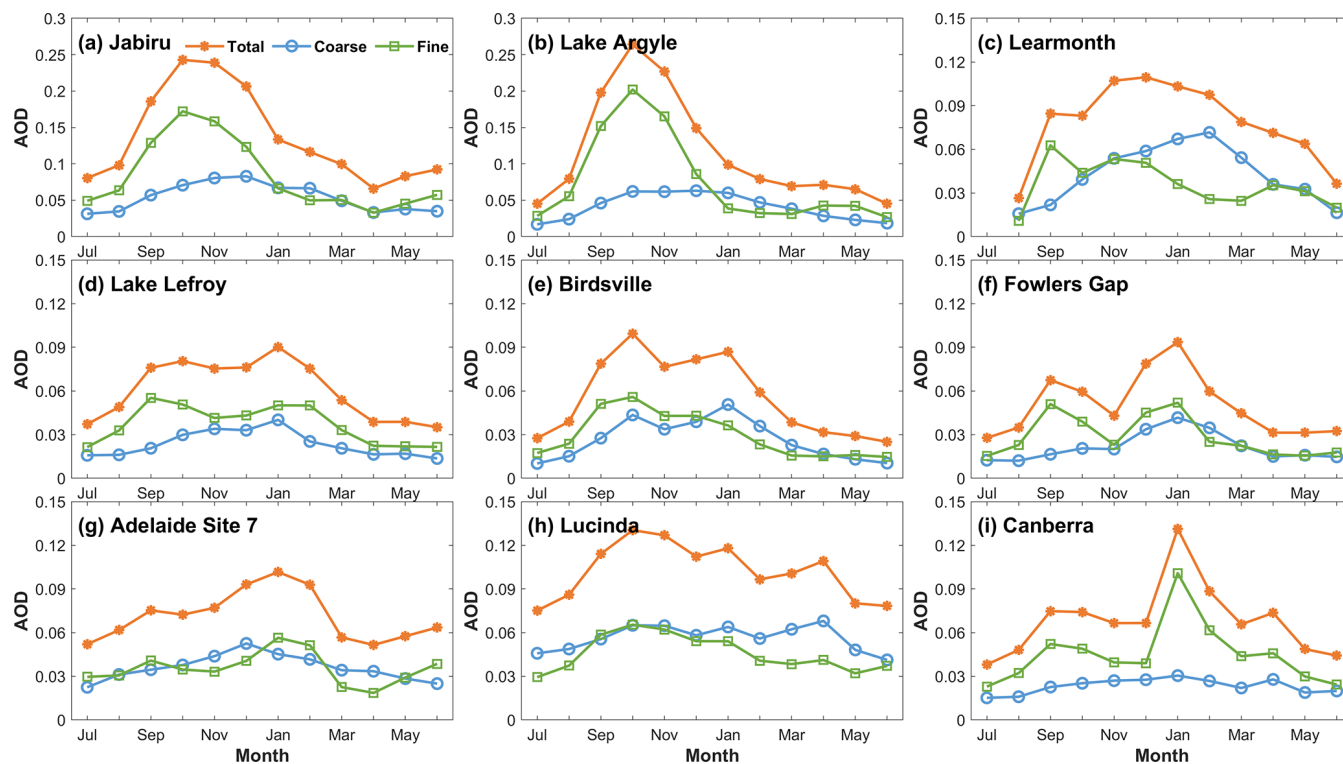 (a) Jabiru Total Coarse Fine
0.3
0.25
0.2
0.15
0.1
0.05
0
AOD
Jul Sep Nov Jan Mar May
(b) Lake Argyle
0.3
0.25
0.2
0.15
0.1
0.05
0
AOD
Jul Sep Nov Jan Mar May
(c) Learmonth
0.15
0.12
0.09
0.06
0.03
0
AOD
Jul Sep Nov Jan Mar May
(d) Lake Lefroy
0.15
0.12
0.09
0.06
0.03
0
AOD
Jul Sep Nov Jan Mar May
(e) Birdsville
0.15
0.12
0.09
0.06
0.03
0
AOD
Jul Sep Nov Jan Mar May
(f) Fowlers Gap
0.15
0.12
0.09
0.06
0.03
0
AOD
Jul Sep Nov Jan Mar May
(g) Adelaide Site 7
0.15
0.12
0.09
0.06
0.03
0
AOD
Jul Sep Nov Jan Mar May
Month
(h) Lucinda
0.15
0.12
0.09
0.06
0.03
0
AOD
Jul Sep Nov Jan Mar May
Month
(i) Canberra
0.15
0.12
0.09
0.06
0.03
0
AOD
Jul Sep Nov Jan Mar May
Month